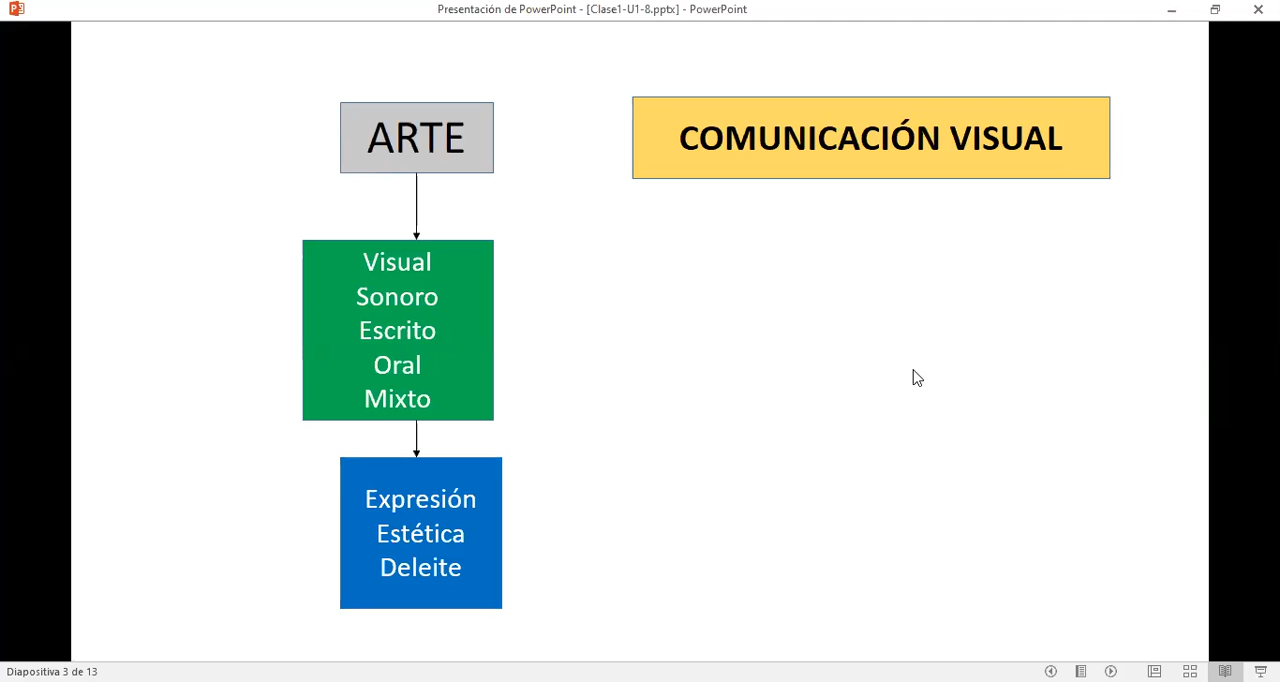 Presentación de PowerPoint - [Clase1-U1-8.pptx] - PowerPoint
ARTE
COMUNICACIÓN VISUAL
Visual
Sonoro
Escrito
Oral
Mixto
Expresión
Estética
Deleite
Diapositiva 3 de 13